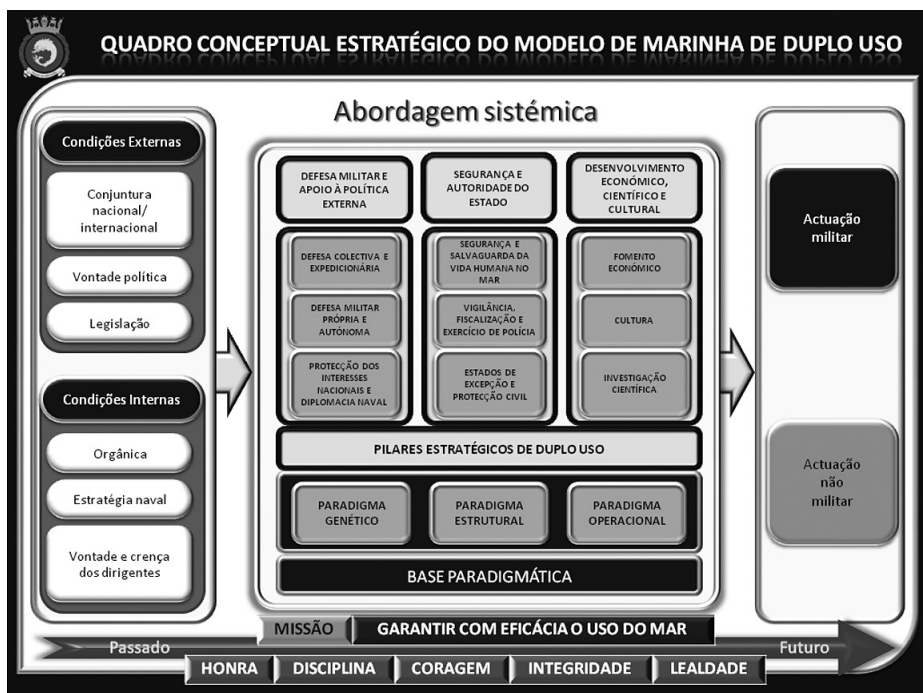 QUADRO CONCEPTUAL ESTRATÉGICO DO MODELO DE MARINHA DE DUPLO USO
Abordagem sistémica
Condições Externas
Conjuntura
nacional/
internacional
Vontade política
Legislação
Condições Internas
Orgânica
Estratégia naval
Vontade e crença
dos dirigentes
DEFESA MILITAR E
APOIO À POLÍTICA
EXTERNA
SEGURANÇA E
AUTORIDADE DO
ESTADO
DESENVOLVIMENTO
ECONÓMICO,
CIENTÍFICO E
CULTURAL
DEFESA COLECTIVA E
EXPEDICIONÁRIA
DEFESA MILITAR
PRÓPRIA E
AUTÓNOMA
PROTECÇÃO DOS
INTERESSES
NACIONAIS E
DIPLOMACIA NAVAL
SEGURANÇA E
SALVAGUARDA DA
VIDA HUMANA NO
MAR
VIGILÂNCIA,
FISCALIZAÇÃO E
EXERCÍCIO DE POLÍCIA
ESTADOS DE
EXCEPÇÃO E
PROTECÇÃO CIVIL
FOMENTO
ECONÓMICO
CULTURA
INVESTIGAÇÃO
CIENTÍFICA
PILARES ESTRATÉGICOS DE DUPLO USO
PARADIGMA
GENÉTICO
PARADIGMA
ESTRUTURAL
PARADIGMA
OPERACIONAL
BASE PARADIGMÁTICA
Actuação
militar
Actuação
não
militar
MISSÃO GARANTIR COM EFICÁCIA O USO DO MAR
Passado
Futuro
HONRA DISCIPLINA CORAGEM INTEGRIDADE LEALDADE